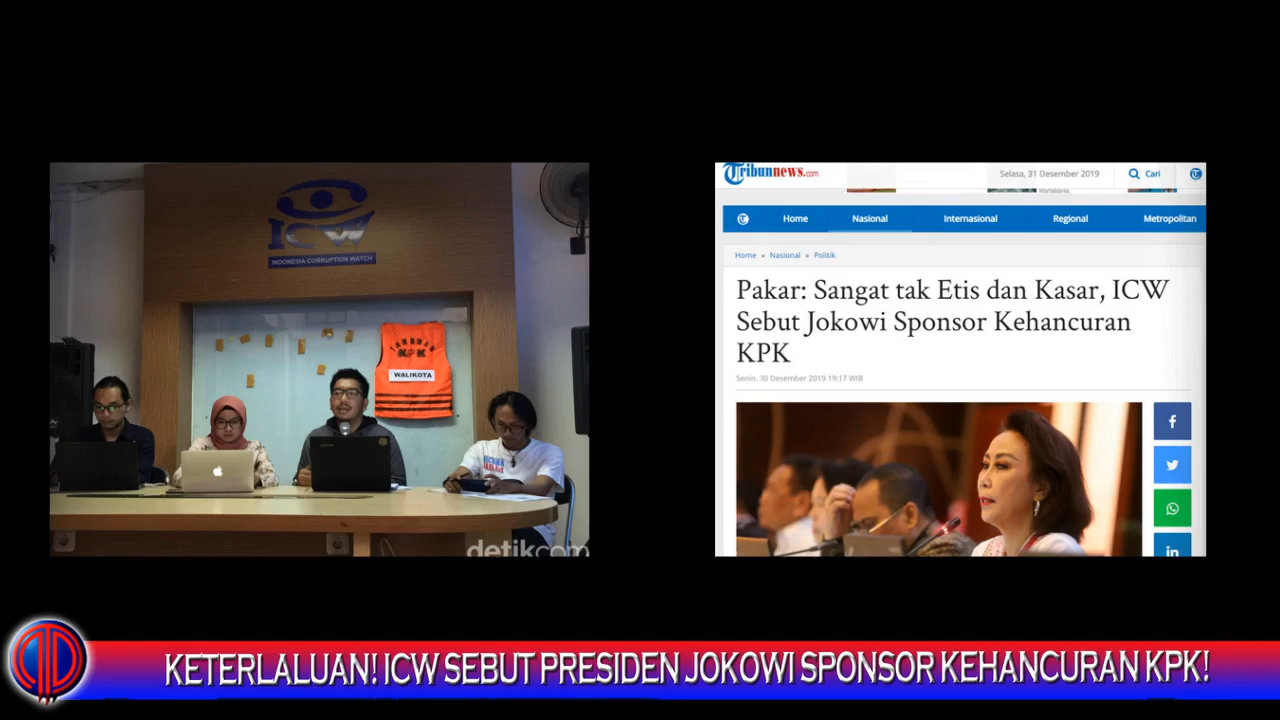 ICW
INDONESIA CORRUPTION WATCH
TAHANAN
KPK
WALIKOTA
detikcom
Tribunnews.com
Selasa, 31 Desember 2019
Cari
Home
Nasional
Internasional
Regional
Metropolitan
Home » Nasional » Politik
Pakar: Sangat tak Etis dan Kasar, ICW
Sebut Jokowi Sponsor Kehancuran
KPK
Senin, 30 Desember 2019 19:17 WIB
KETERLALUAN! ICW SEBUT PRESIDEN JOKOWI SPONSOR KEHANCURAN KPK!